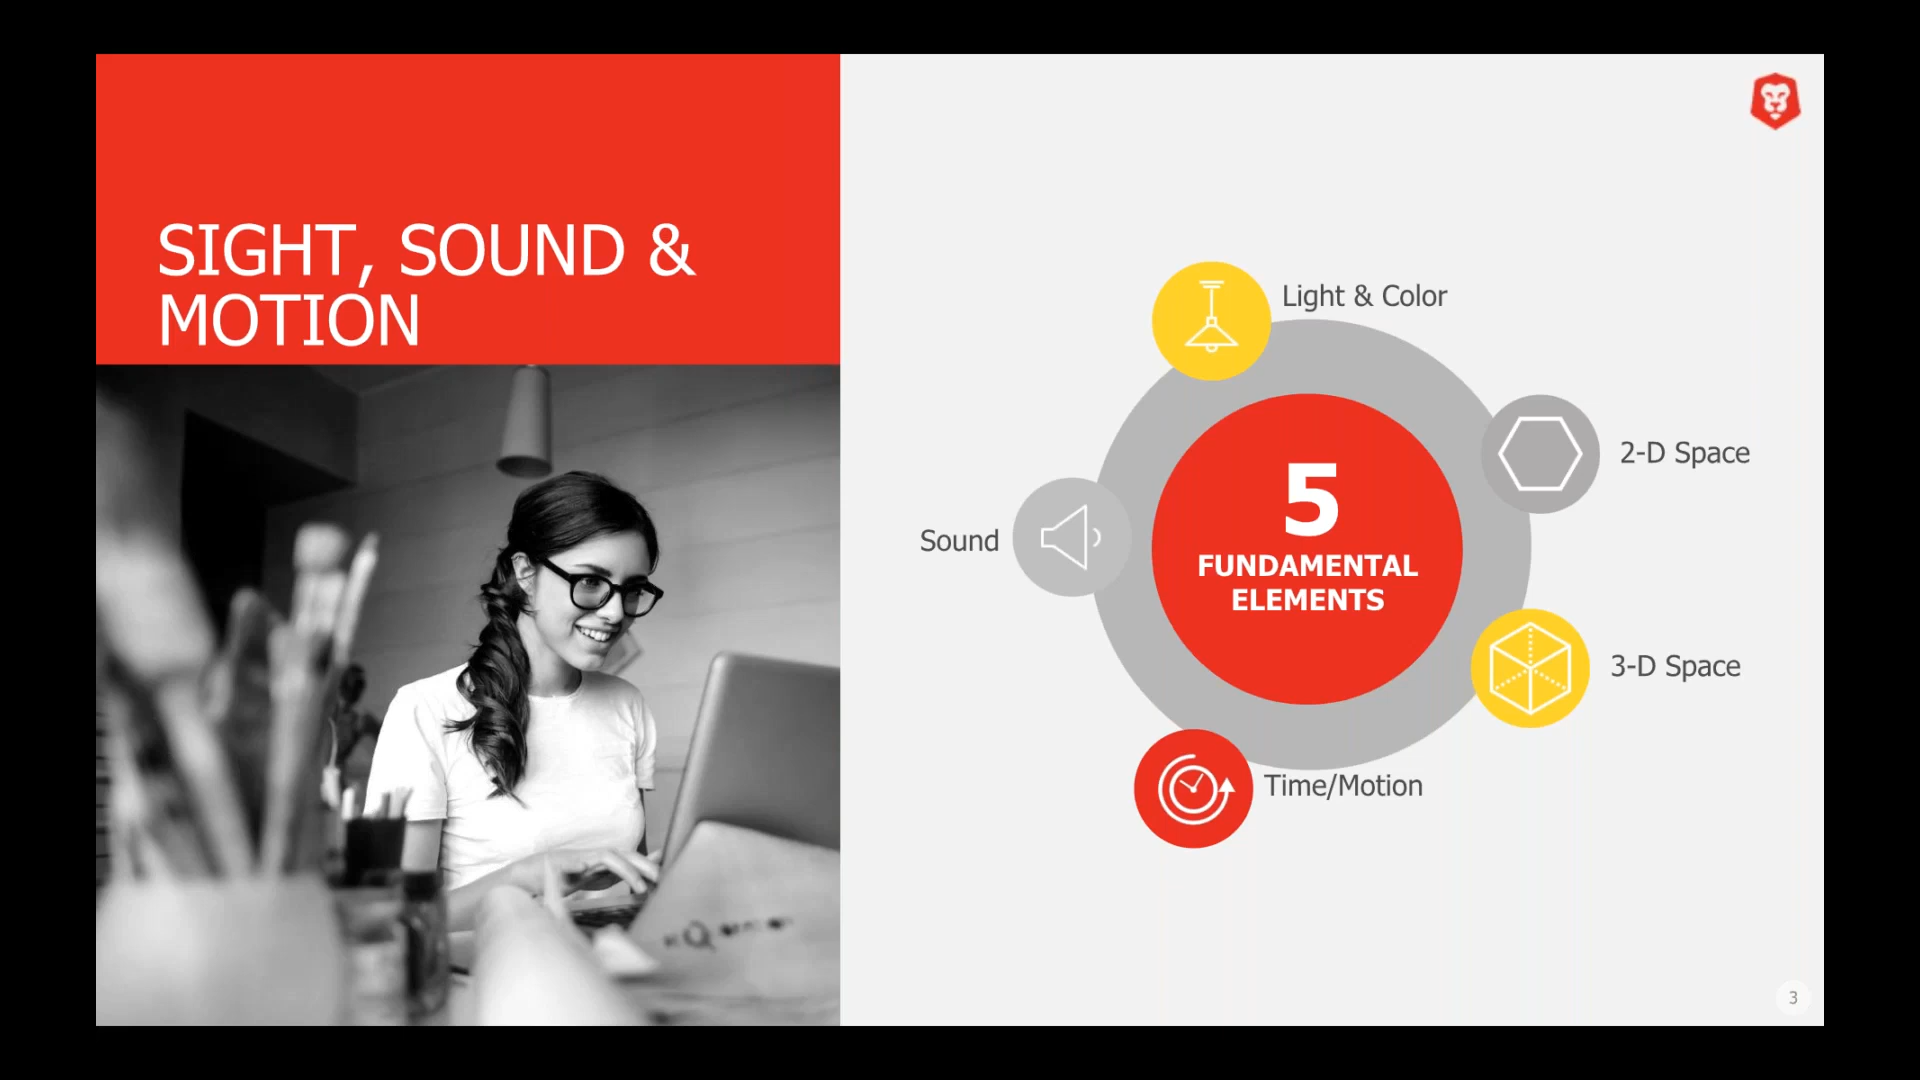 SIGHT, SOUND &
MOTION
Light & Color
2-D Space
Sound
5
FUNDAMENTAL
ELEMENTS
3-D Space
Time/Motion
3